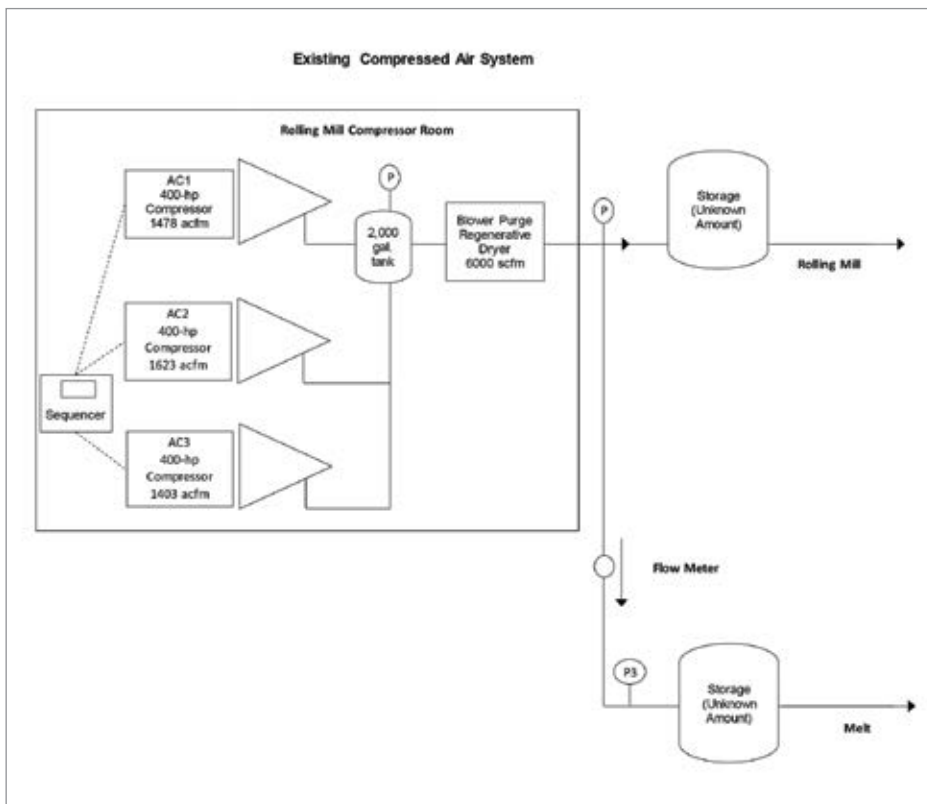 Existing Compressed Air System
Rolling Mill Compressor Room
AC1
400-hp
Compressor
1478 acfm
P
2,000
gal.
tank
Blower Purge
Regenerative
Dryer
6000 scfm
P
Storage
(Unknown
Amount)
Rolling Mill
AC2
400-hp
Compressor
1623 acfm
Sequencer
AC3
400-hp
Compressor
1403 acfm
Flow Meter
P3
Storage
(Unknown
Amount)
Melt